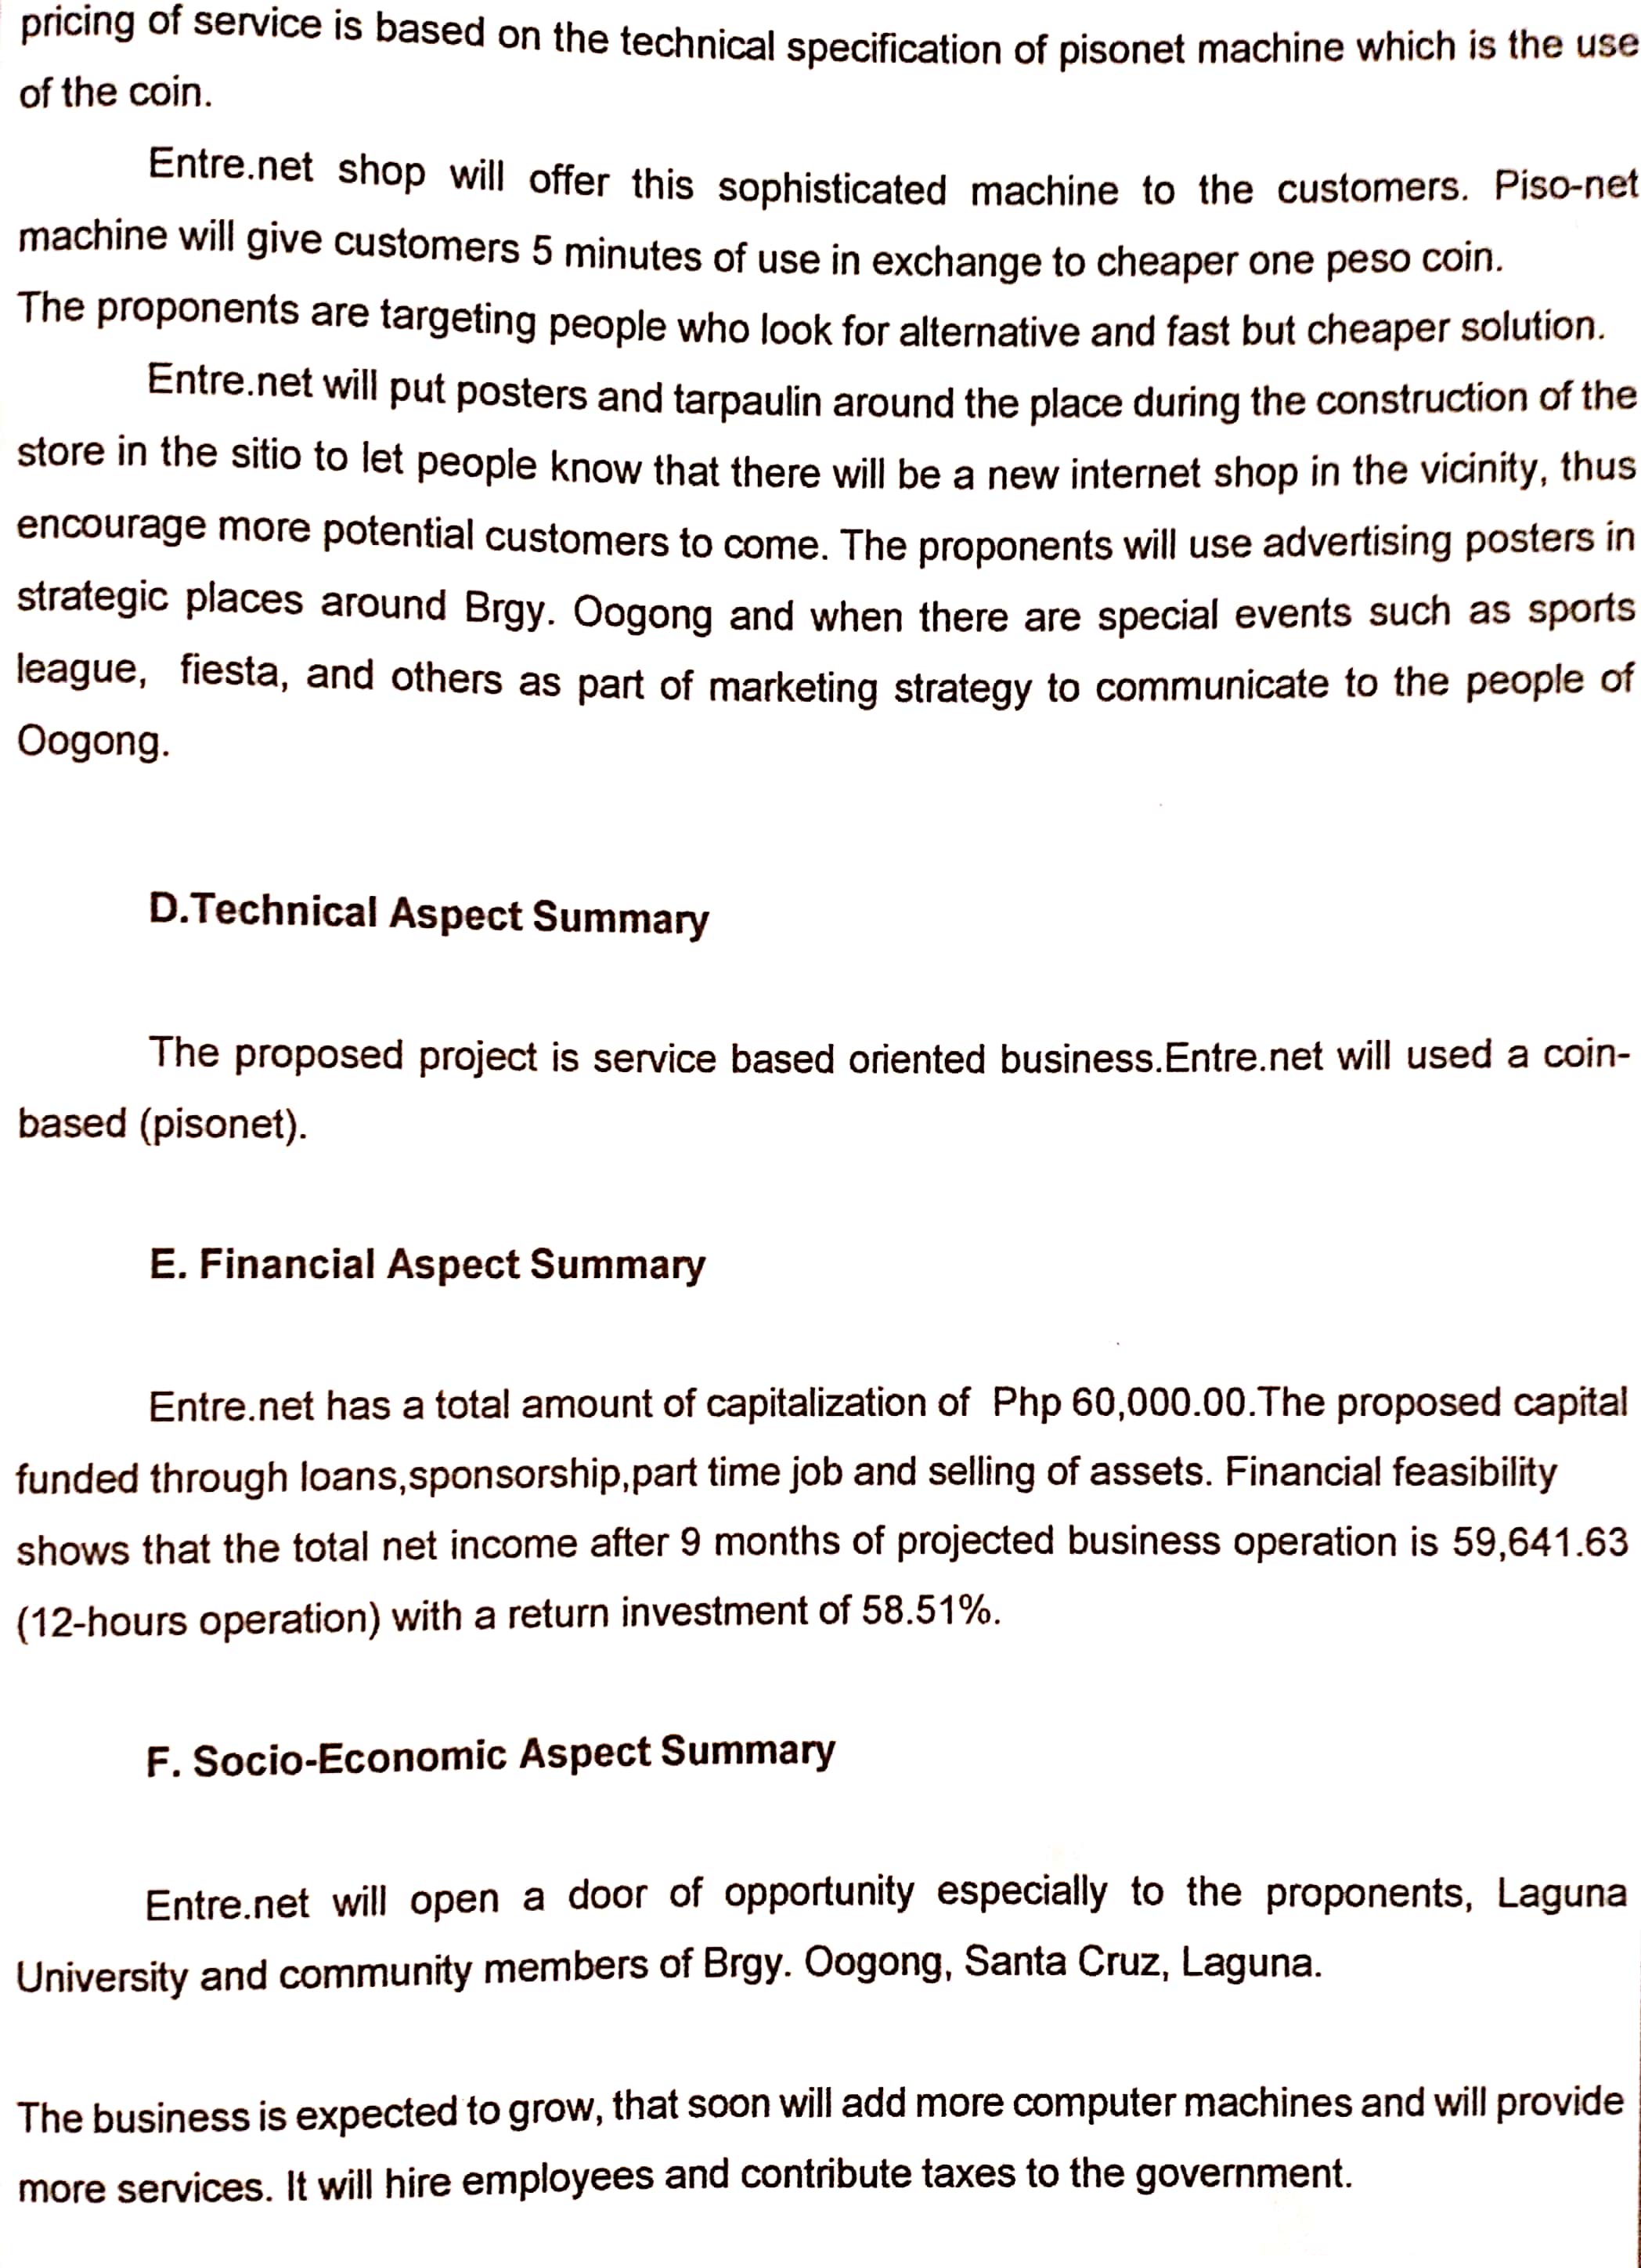 pricing of service is based on the technical specification of pisonet machine which is the use
of the coin.
Entre.net shop will offer this sophisticated machine to the customers. Piso-net
machine will give customers 5 minutes of use in exchange to cheaper one peso coin.
The proponents are targeting people who look for alternative and fast but cheaper solution.
Entre.net will put posters and tarpaulin around the place during the construction of the
store in the sitio to let people know that there will be a new internet shop in the vicinity, thus
encourage more potential customers to come. The proponents will use advertising posters in
strategic places around Brgy. Oogong and when there are special events such as sports
league, fiesta, and others as part of marketing strategy to communicate to the people of
Oogong.
D.Technical Aspect Summary
The proposed project is service based oriented business.Entre.net will used a coin-
based (pisonet).
E. Financial Aspect Summary
Entre.net has a total amount of capitalization of Php 60,000.00.The proposed capital
funded through loans,sponsorship,part time job and selling of assets. Financial feasibility
shows that the total net income after 9 months of projected business operation is 59,641.63
(12-hours operation) with a return investment of 58.51%.
F. Socio-Economic Aspect Summary
Entre.net will open a door of opportunity especially to the proponents, Laguna
University and community members of Brgy. Oogong, Santa Cruz, Laguna.
The business is expected to grow, that soon will add more computer machines and will provide
more services. It will hire employees and contribute taxes to the government.